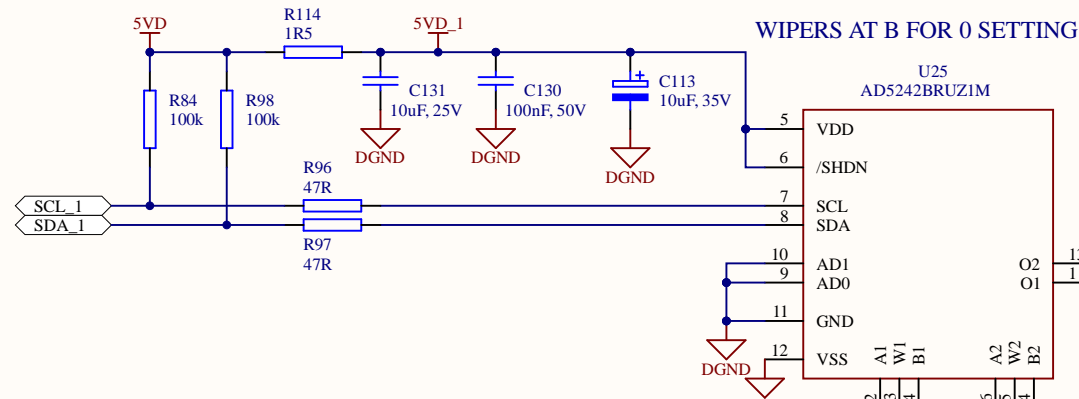 R114
1R5
5VD
5VD_1
WIPERS AT B FOR 0 SETTING
U25
AD5242BRUZ1M
R84
100k
R98
100k
C131
10uF, 25V
C130
100nF, 50V
C113
10uF, 35V
+
DGND
DGND
DGND
5 VDD
6 /SHDN
R96
47R
SCL_1
7 SCL
SDA_1
8 SDA
R97
47R
10 AD1
9 AD0
O2
O1
11 GND
12 VSS
DGND
A1
W1
B1
A2
W2
B2